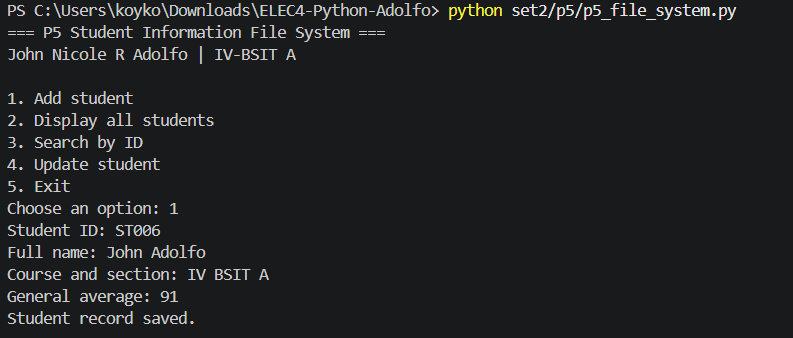 PS C:\Users\koyko\Downloads\ELEC4-Python-Adolfo> python set2/p5/p5_file_system.py
=== P5 Student Information File System ===
John Nicole R Adolfo | IV-BSIT A
1. Add student
2. Display all students
3. Search by ID
4. Update student
5. Exit
Choose an option: 1
Student ID: ST006
Full name: John Adolfo
Course and section: IV BSIT A
General average: 91
Student record saved.